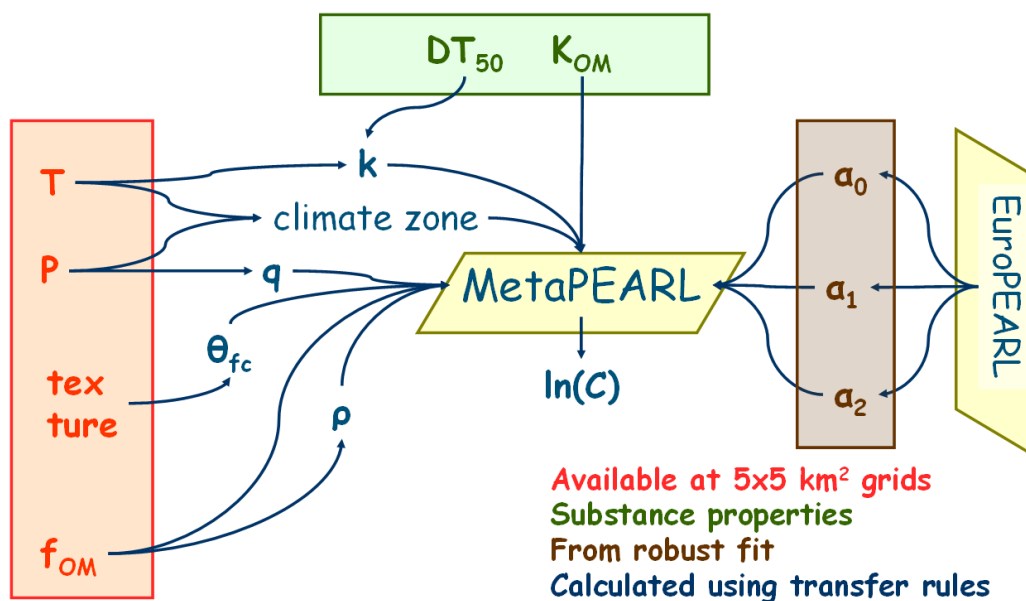 DT50 KOM
T
k
α0
climate zone
P
q
MetaPEARL
α1
EuroPEARL
θfc
tex
ture
ln(C)
α2
ρ
fOM
Available at 5x5 km² grids
Substance properties
From robust fit
Calculated using transfer rules